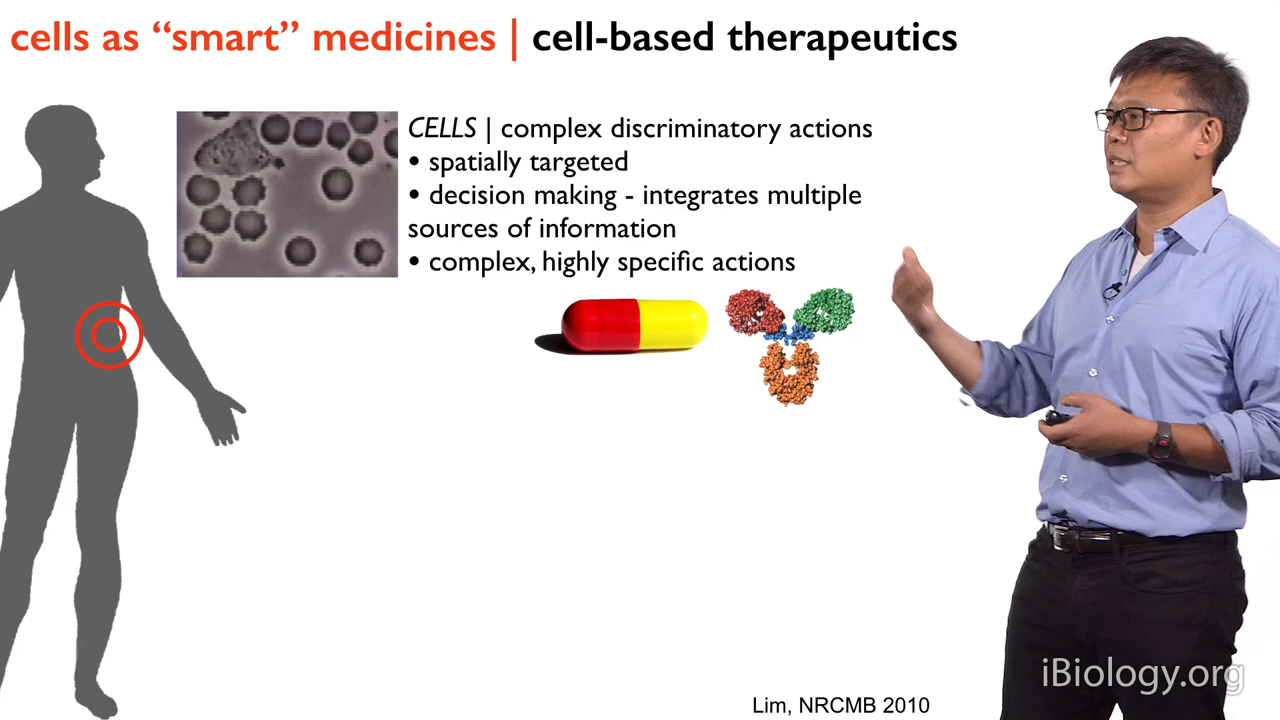 cells as “smart” medicines | cell-based therapeutics
CELLS | complex discriminatory actions
• spatially targeted
• decision making - integrates multiple
sources of information
• complex, highly specific actions
Lim, NRCMB 2010
iBiology.org